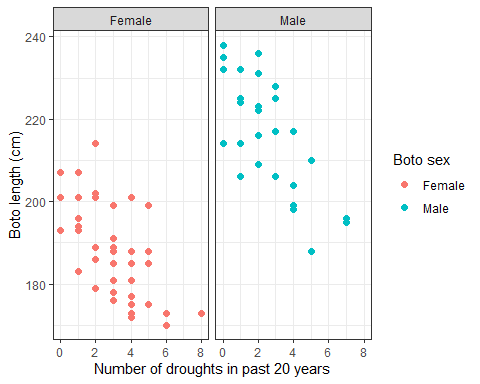 Female Male
240
220
200
180
Boto length (cm)
0 2 4 6 8 0 2 4 6 8
Number of droughts in past 20 years
Boto sex
Female
Male